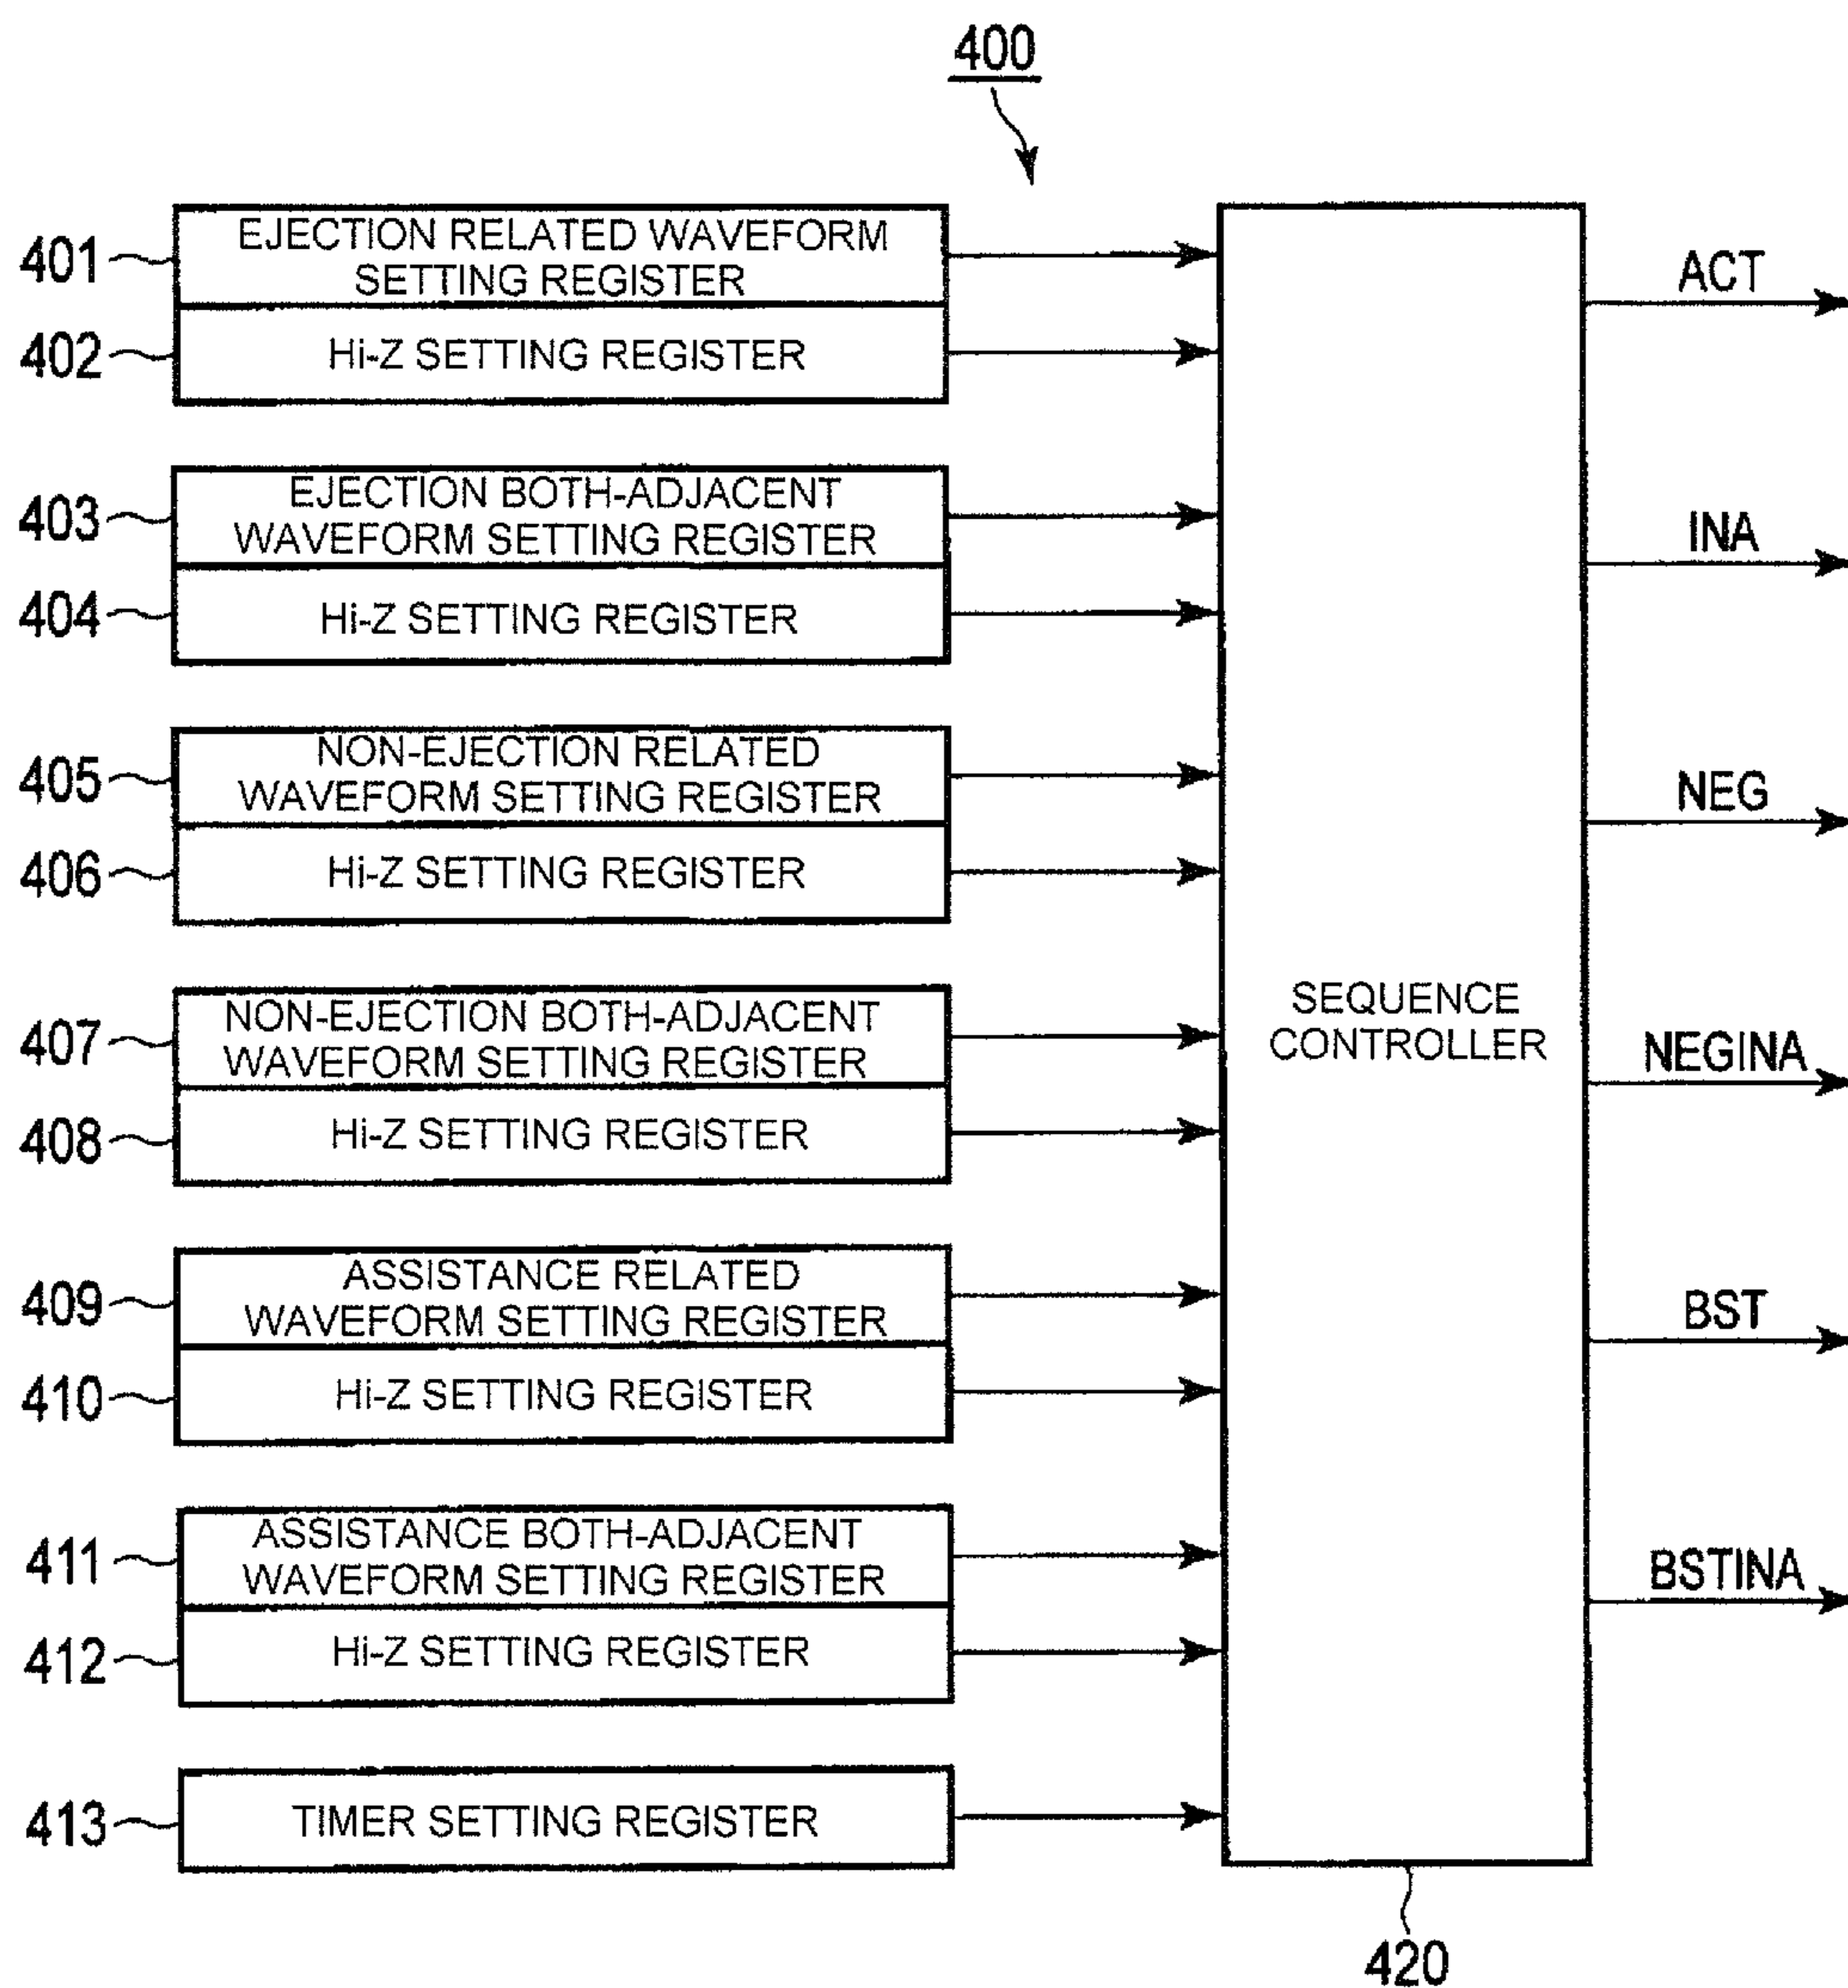 400
401
EJECTION RELATED WAVEFORM
SETTING REGISTER
402
Hi-Z SETTING REGISTER
403
EJECTION BOTH-ADJACENT
WAVEFORM SETTING REGISTER
404
Hi-Z SETTING REGISTER
405
NON-EJECTION RELATED
WAVEFORM SETTING REGISTER
406
Hi-Z SETTING REGISTER
407
NON-EJECTION BOTH-ADJACENT
WAVEFORM SETTING REGISTER
408
Hi-Z SETTING REGISTER
409
ASSISTANCE RELATED
WAVEFORM SETTING REGISTER
410
Hi-Z SETTING REGISTER
411
ASSISTANCE BOTH-ADJACENT
WAVEFORM SETTING REGISTER
412
Hi-Z SETTING REGISTER
413
TIMER SETTING REGISTER
SEQUENCE
CONTROLLER
420
ACT
INA
NEG
NEGINA
BST
BSTINA